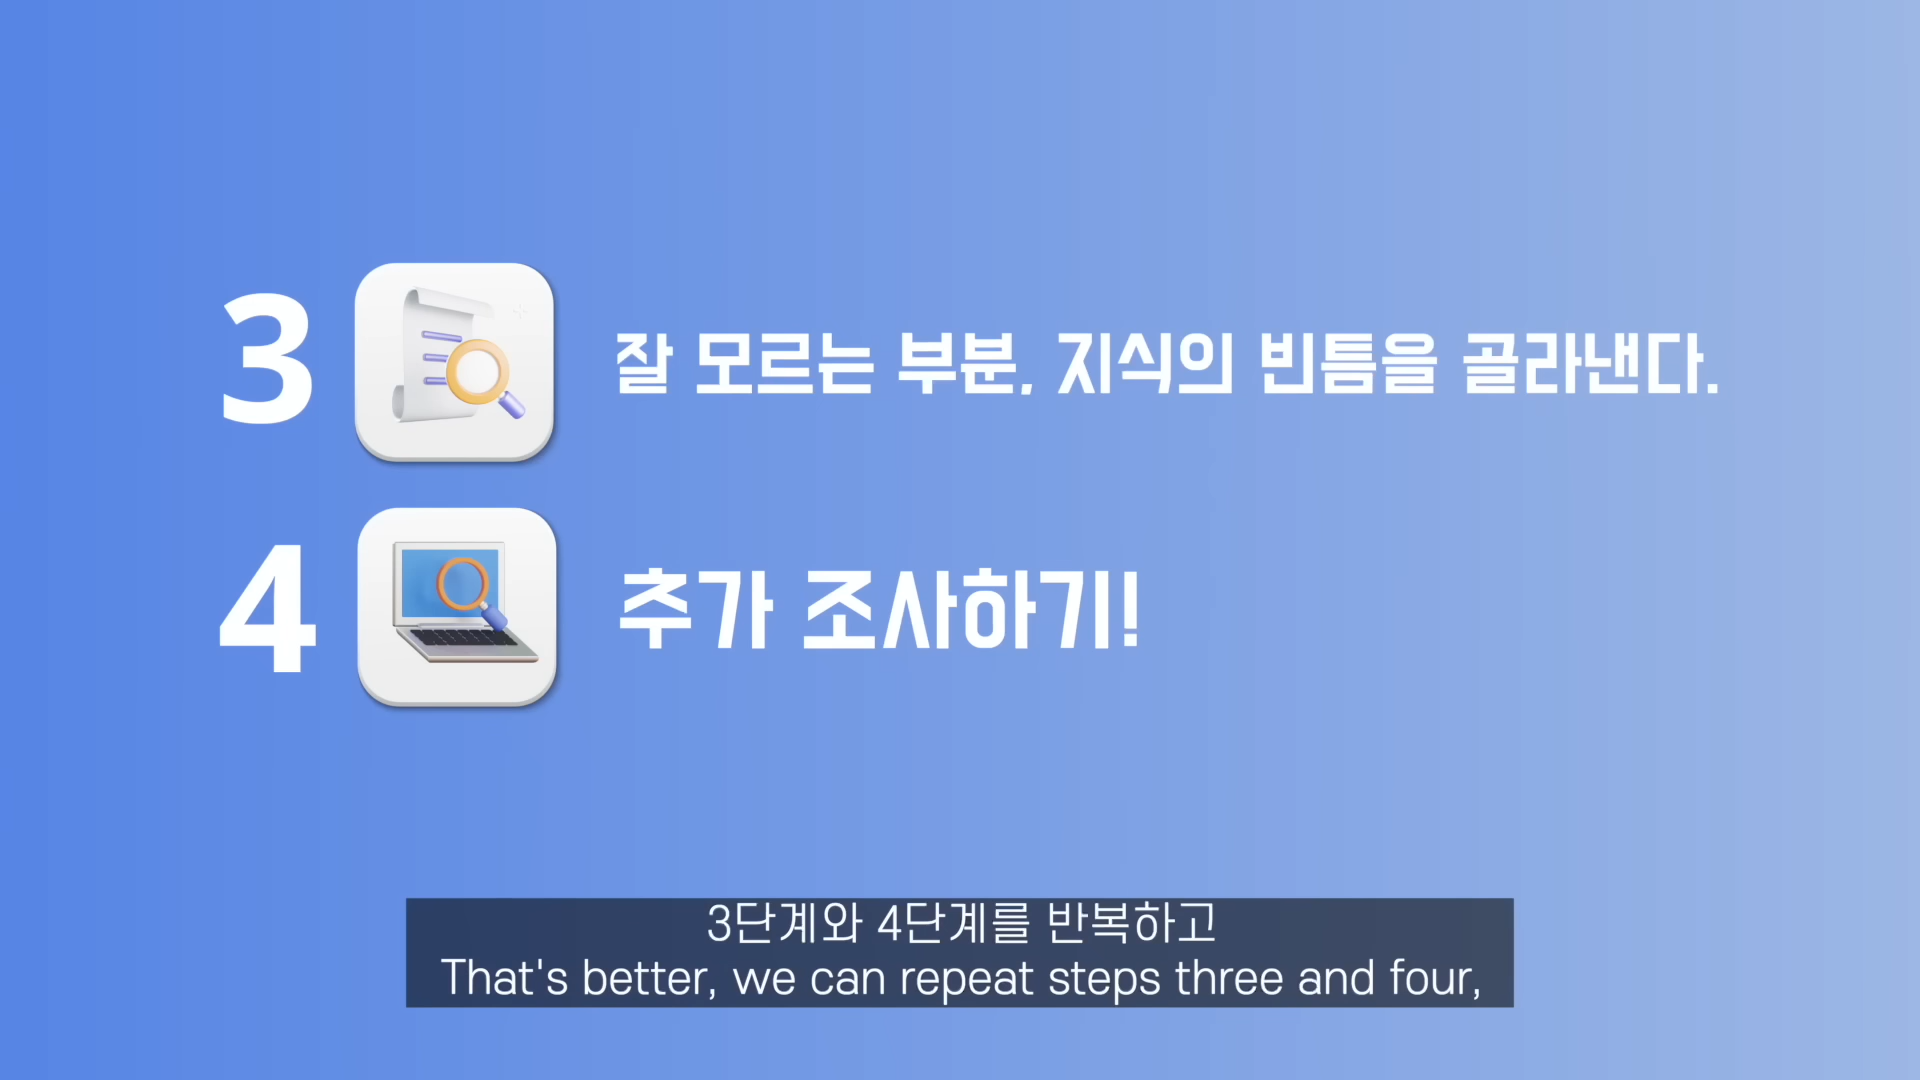 3 잘 모르는 부분, 지식의 빈틈을 골라낸다.
4 추가 조사하기!
3단계와 4단계를 반복하고
That's better, we can repeat steps three and four,